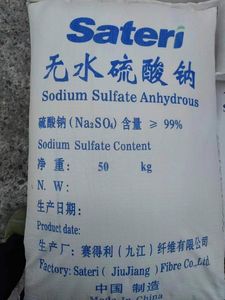 Sateri
无水硫酸钠
Sodium Sulfate Anhydrous
硫酸钠(Na₂SO₄)含量 ≥ 99%
Sodium Sulfate Content
净 重: 50 kg
N. W:
生产日期:
Product date:
生产厂: 赛得利(九江)纤维有限公司
Factory: Sateri ( JiuJiang ) Fibre Co.,Ltd.
中国 制造
Made In China